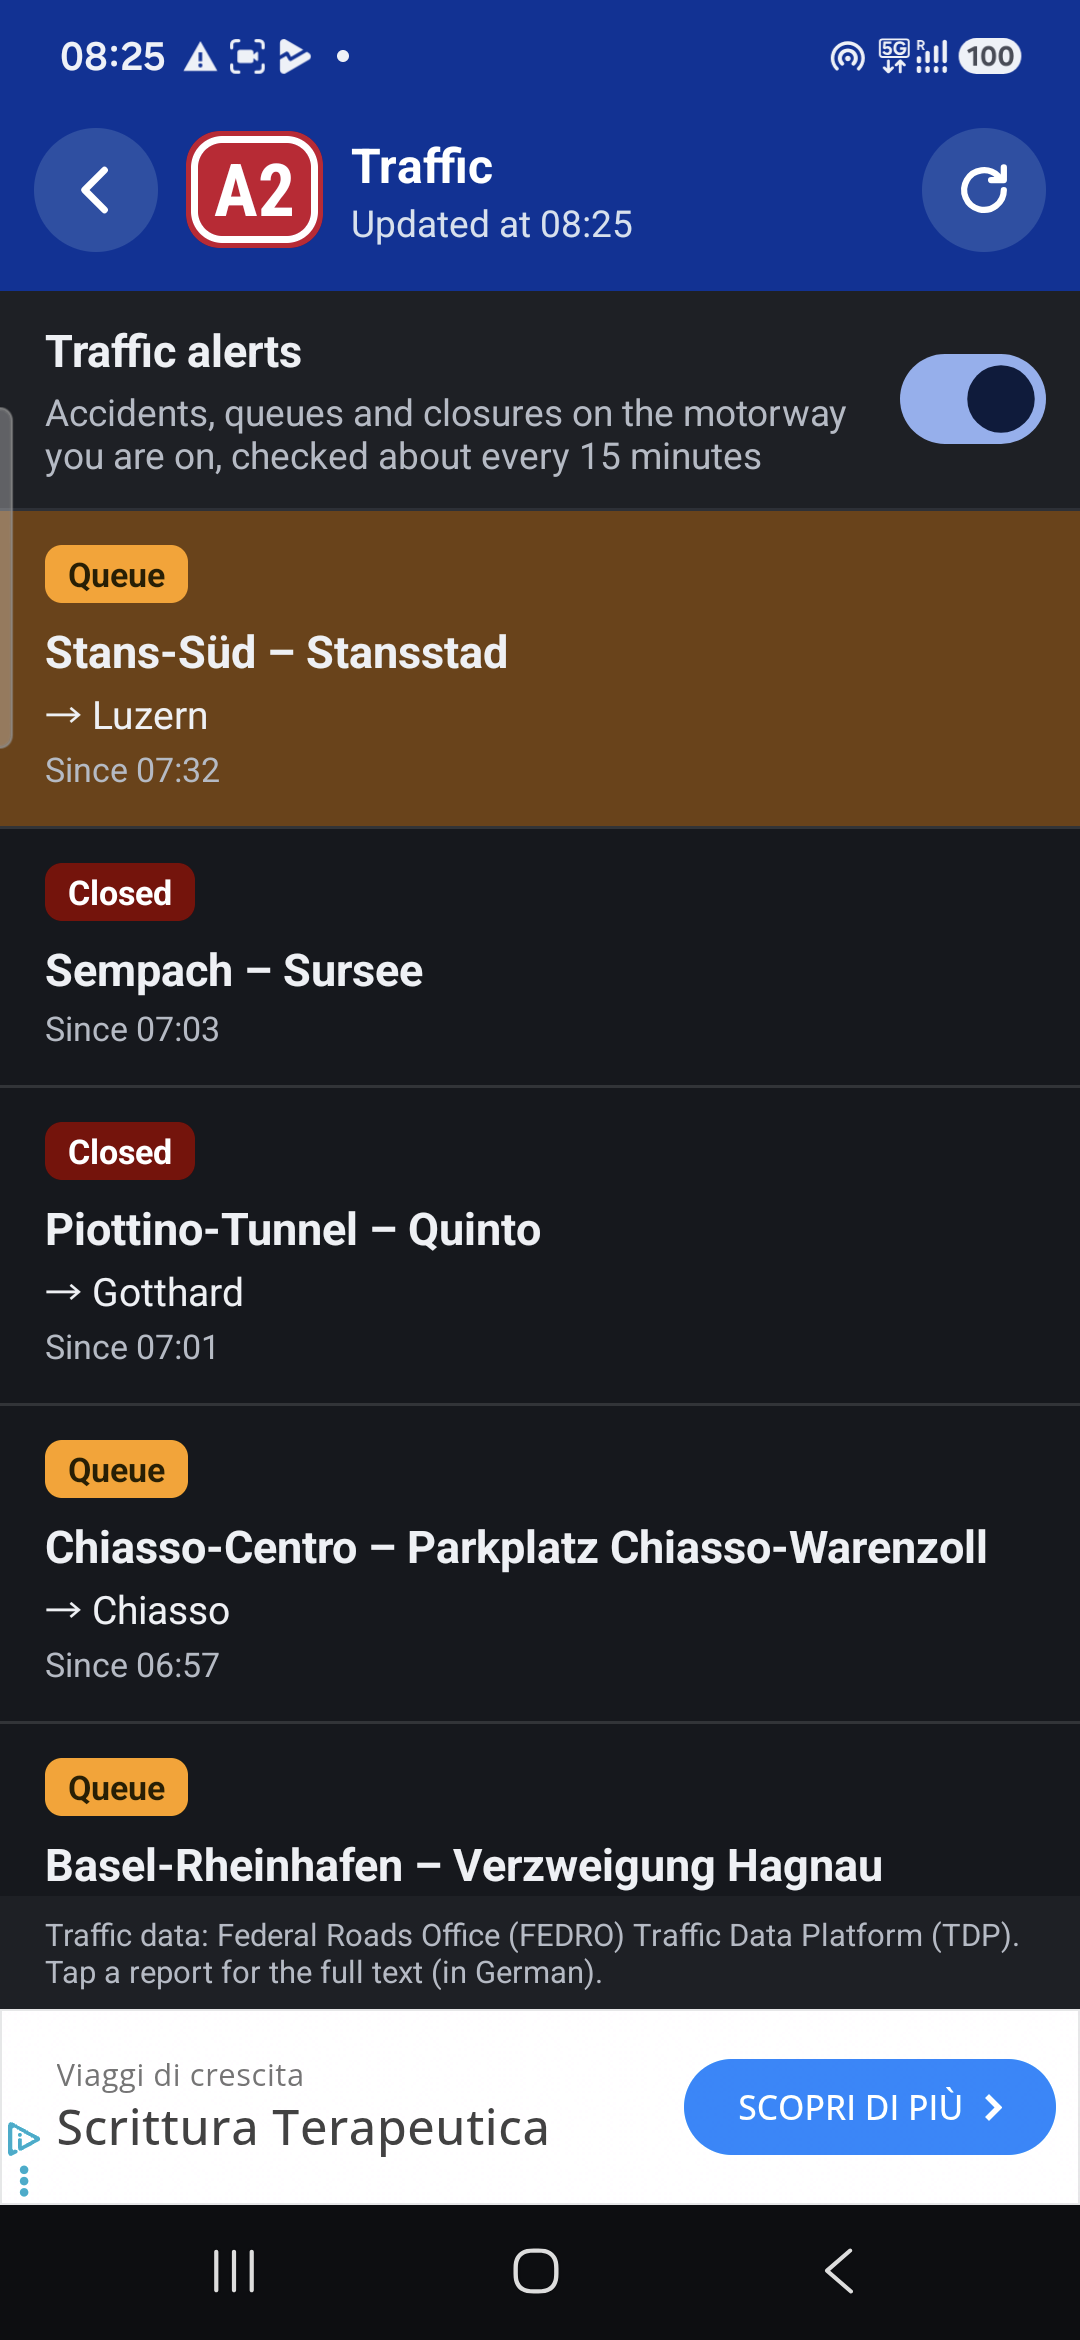 08:25
5G
R
100
A2
Traffic
Updated at 08:25
Traffic alerts
Accidents, queues and closures on the motorway
you are on, checked about every 15 minutes
Queue
Stans-Süd – Stansstad
→ Luzern
Since 07:32
Closed
Sempach – Sursee
Since 07:03
Closed
Piottino-Tunnel – Quinto
→ Gotthard
Since 07:01
Queue
Chiasso-Centro – Parkplatz Chiasso-Warenzoll
→ Chiasso
Since 06:57
Queue
Basel-Rheinhafen – Verzweigung Hagnau
Traffic data: Federal Roads Office (FEDRO) Traffic Data Platform (TDP).
Tap a report for the full text (in German).
Viaggi di crescita
Scrittura Terapeutica
SCOPRI DI PIÙ